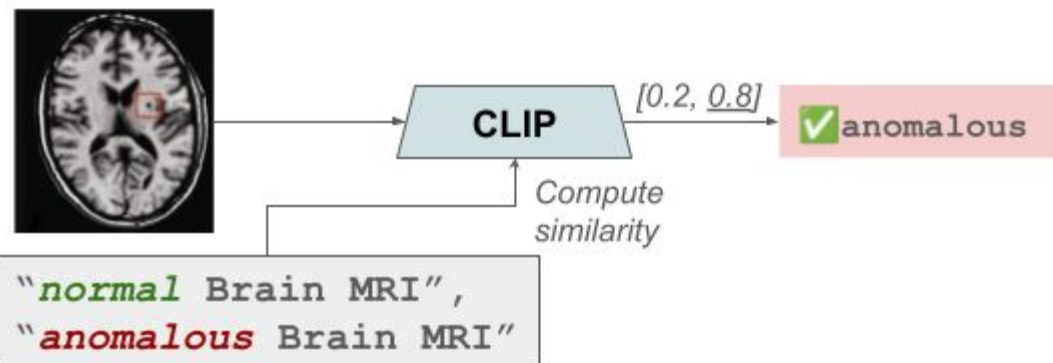 CLIP
[0.2, 0.8]
✅anomalous
Compute
similarity
"normal Brain MRI",
"anomalous Brain MRI"